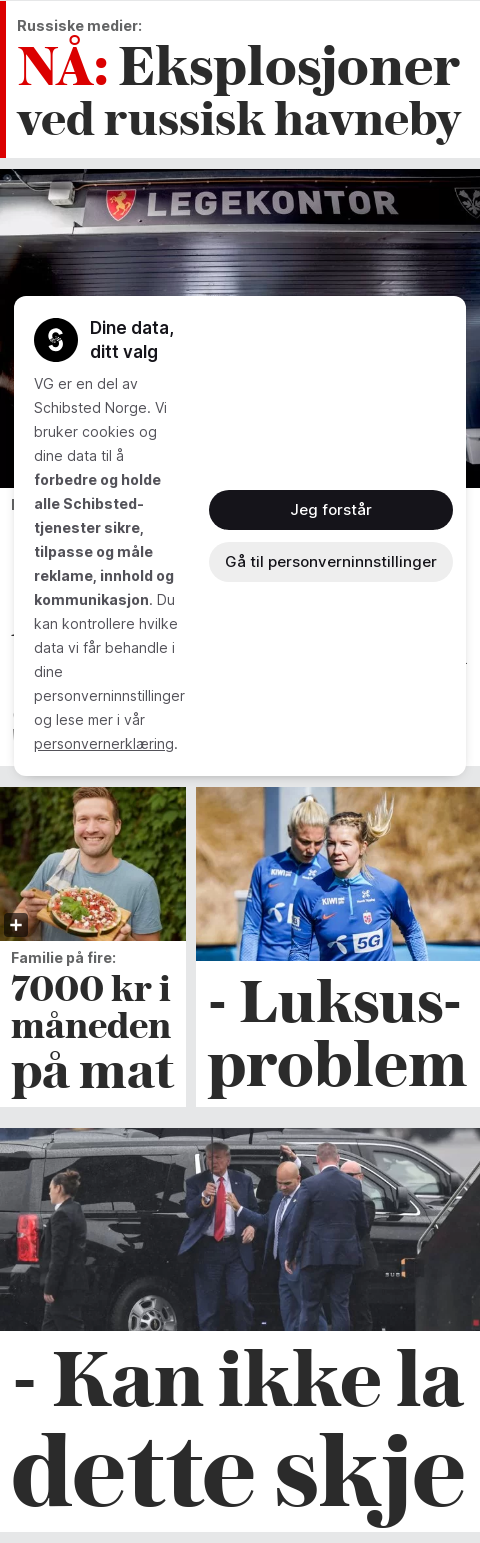 Russiske medier:
NÅ: Eksplosjoner
ved russisk havneby
LEGEKONTOR
Dine data,
ditt valg
VG er en del av
Schibsted Norge. Vi
bruker cookies og
dine data til å
forbedre og holde
alle Schibsted-
tjenester sikre,
tilpasse og måle
reklame, innhold og
kommunikasjon. Du
kan kontrollere hvilke
data vi får behandle i
dine
personverninnstillinger
og lese mer i vår
personvernerklæring.
Jeg forstår
Gå til personverninnstillinger
KIWI
KIWI
5G
Familie på fire:
7000 kr i
måneden
på mat
- Luksus-
problem
- Kan ikke la
dette skje